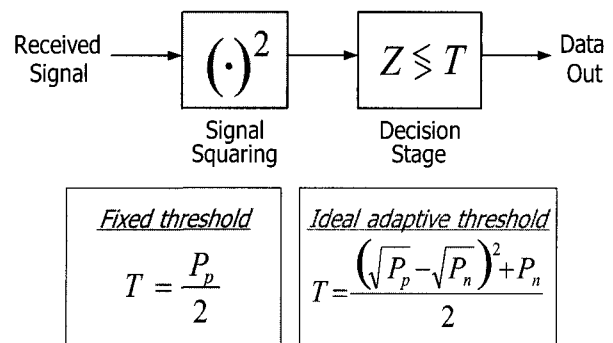 Received Signal
(·)²
Z ≶ T
Data Out
Signal Squaring
Decision Stage
Fixed threshold
T = P_p / 2
Ideal adaptive threshold
T = ((√P_p − √P_n)² + P_n) / 2